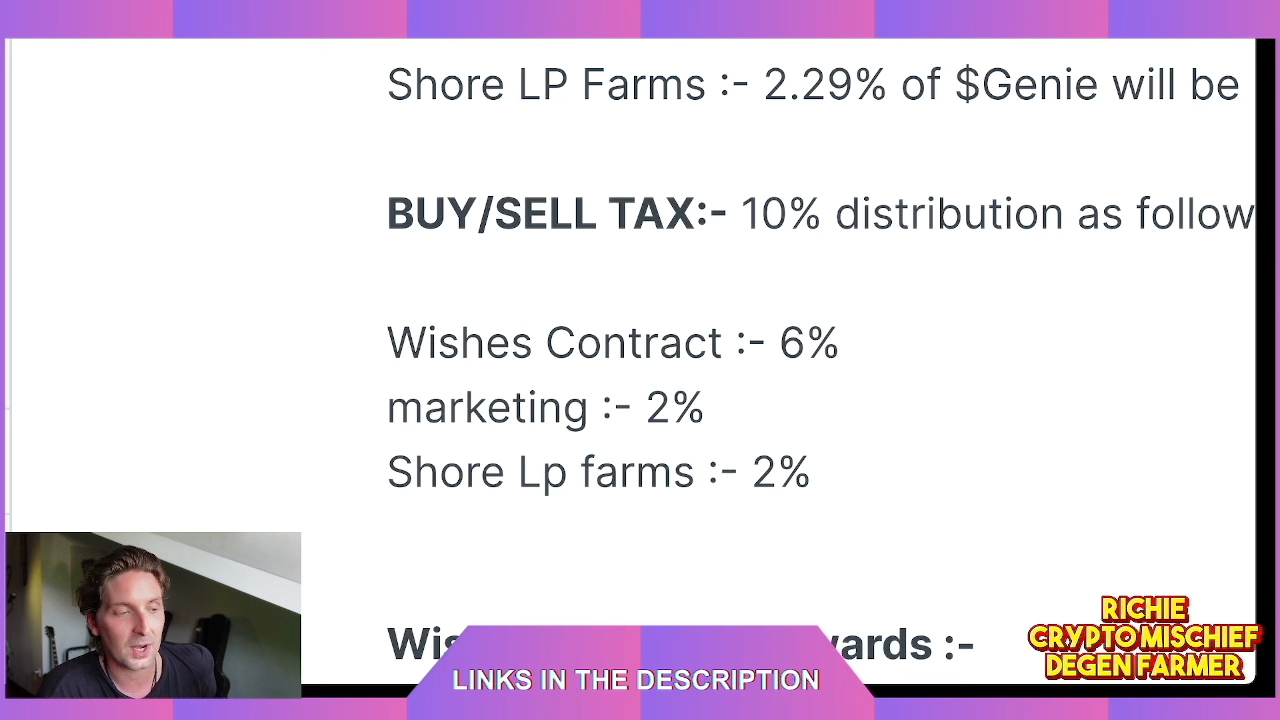 Shore LP Farms :- 2.29% of $Genie will be
BUY/SELL TAX:- 10% distribution as follow
Wishes Contract :- 6%
marketing :- 2%
Shore Lp farms :- 2%
:-
LINKS IN THE DESCRIPTION
RICHIE
CRYPTO MISCHIEF
DEGEN FARMER